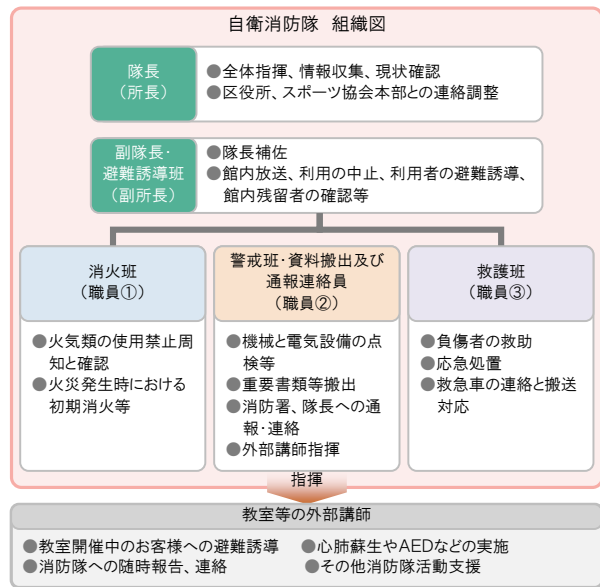 自衛消防隊 組織図
隊長
(所長)
●全体指揮、情報収集、現状確認
●区役所、スポーツ協会本部との連絡調整
副隊長・
避難誘導班
(副所長)
●隊長補佐
●館内放送、利用の中止、利用者の避難誘導、
館内残留者の確認等
消火班
(職員①)
●火気類の使用禁止周
知と確認
●火災発生時における
初期消火等
警戒班・資料搬出及び
通報連絡員
(職員②)
●機械と電気設備の点
検等
●重要書類等搬出
●消防署、隊長への通
報・連絡
●外部講師指揮
救護班
(職員③)
●負傷者の救助
●応急処置
●救急車の連絡と搬送
対応
指揮
教室等の外部講師
●教室開催中のお客様への避難誘導
●消防隊への随時報告、連絡
●心肺蘇生やAEDなどの実施
●その他消防隊活動支援